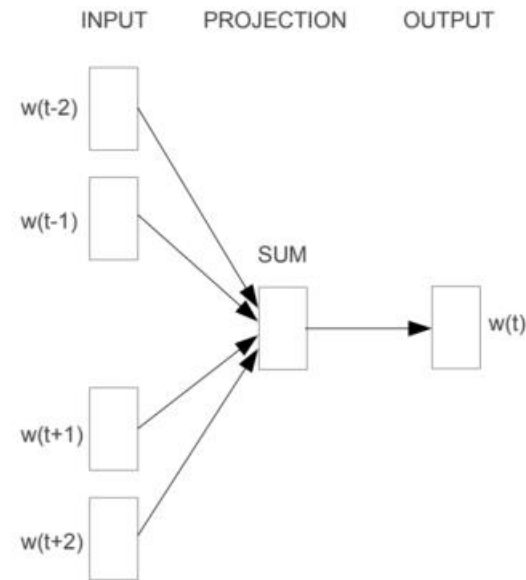 INPUT PROJECTION OUTPUT
w(t-2)
w(t-1)
SUM
w(t)
w(t+1)
w(t+2)